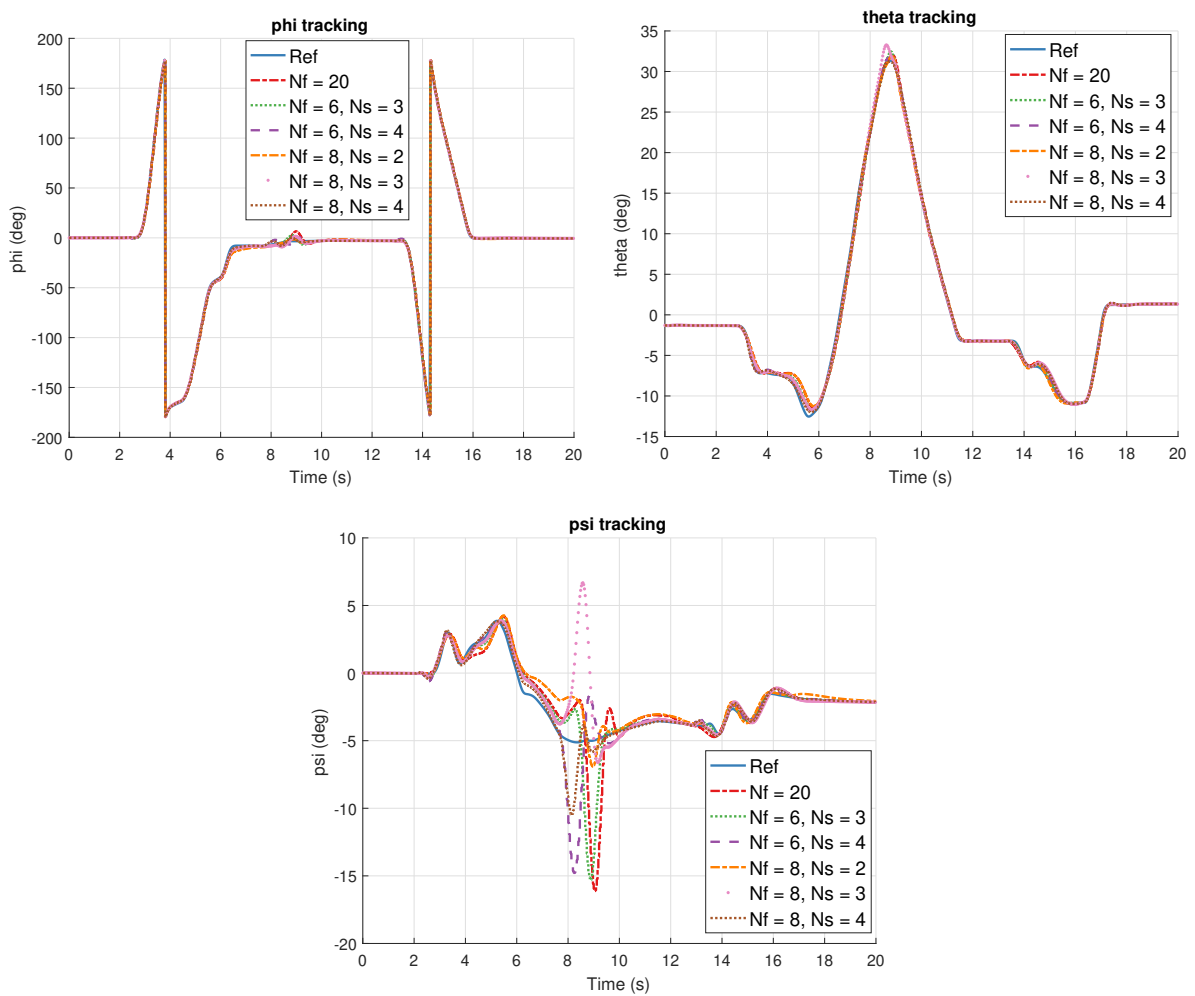 phi tracking
200
150
100
50
0
-50
-100
-150
-200
phi (deg)
0 2 4 6 8 10 12 14 16 18 20
Time (s)
Ref
Nf = 20
Nf = 6, Ns = 3
Nf = 6, Ns = 4
Nf = 8, Ns = 2
Nf = 8, Ns = 3
Nf = 8, Ns = 4
theta tracking
35
30
25
20
15
10
5
0
-5
-10
-15
theta (deg)
0 2 4 6 8 10 12 14 16 18 20
Time (s)
Ref
Nf = 20
Nf = 6, Ns = 3
Nf = 6, Ns = 4
Nf = 8, Ns = 2
Nf = 8, Ns = 3
Nf = 8, Ns = 4
psi tracking
10
5
0
-5
-10
-15
-20
psi (deg)
0 2 4 6 8 10 12 14 16 18 20
Time (s)
Ref
Nf = 20
Nf = 6, Ns = 3
Nf = 6, Ns = 4
Nf = 8, Ns = 2
Nf = 8, Ns = 3
Nf = 8, Ns = 4